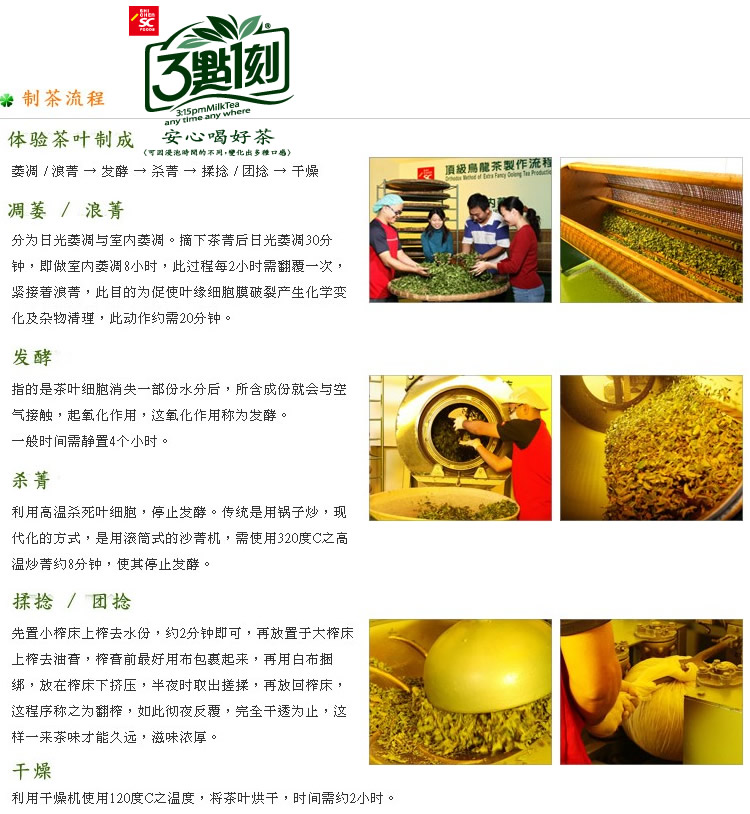 SHI CHEN
SC
FOODS
3點1刻®
3:15pmMilkTea
any time any where
制茶流程
安心喝好茶
(可因浸泡時間的不同,變化出多種口感)
体验茶叶制成
萎凋 / 浪菁 → 发酵 → 杀菁 → 揉捻 / 团捻 → 干燥
頂級烏龍茶製作流程
Orthodox Method of Extra Fancy Oolong Tea Production
凋萎 / 浪菁
分为日光萎凋与室内萎凋。摘下茶菁后日光萎凋30分
钟，即做室内萎凋8小时，此过程每2小时需翻覆一次，
紧接着浪菁，此目的为促使叶缘细胞膜破裂产生化学变
化及杂物清理，此动作约需20分钟。
发酵
指的是茶叶细胞消失一部份水分后，所含成份就会与空
气接触，起氧化作用，这氧化作用称为发酵。
一般时间需静置4个小时。
杀菁
利用高温杀死叶细胞，停止发酵。传统是用锅子炒，现
代化的方式，是用滚筒式的沙菁机，需使用320度C之高
温炒菁约8分钟，使其停止发酵。
揉捻 / 团捻
先置小榨床上榨去水份，约2分钟即可，再放置于大榨床
上榨去油膏，榨膏前最好用布包裹起来，再用白布捆
绑，放在榨床下挤压，半夜时取出搓揉，再放回榨床，
这程序称之为翻榨，如此彻夜反覆，完全干透为止，这
样一来茶味才能久远，滋味浓厚。
干燥
利用干燥机使用120度C之温度，将茶叶烘干，时间需约2小时。